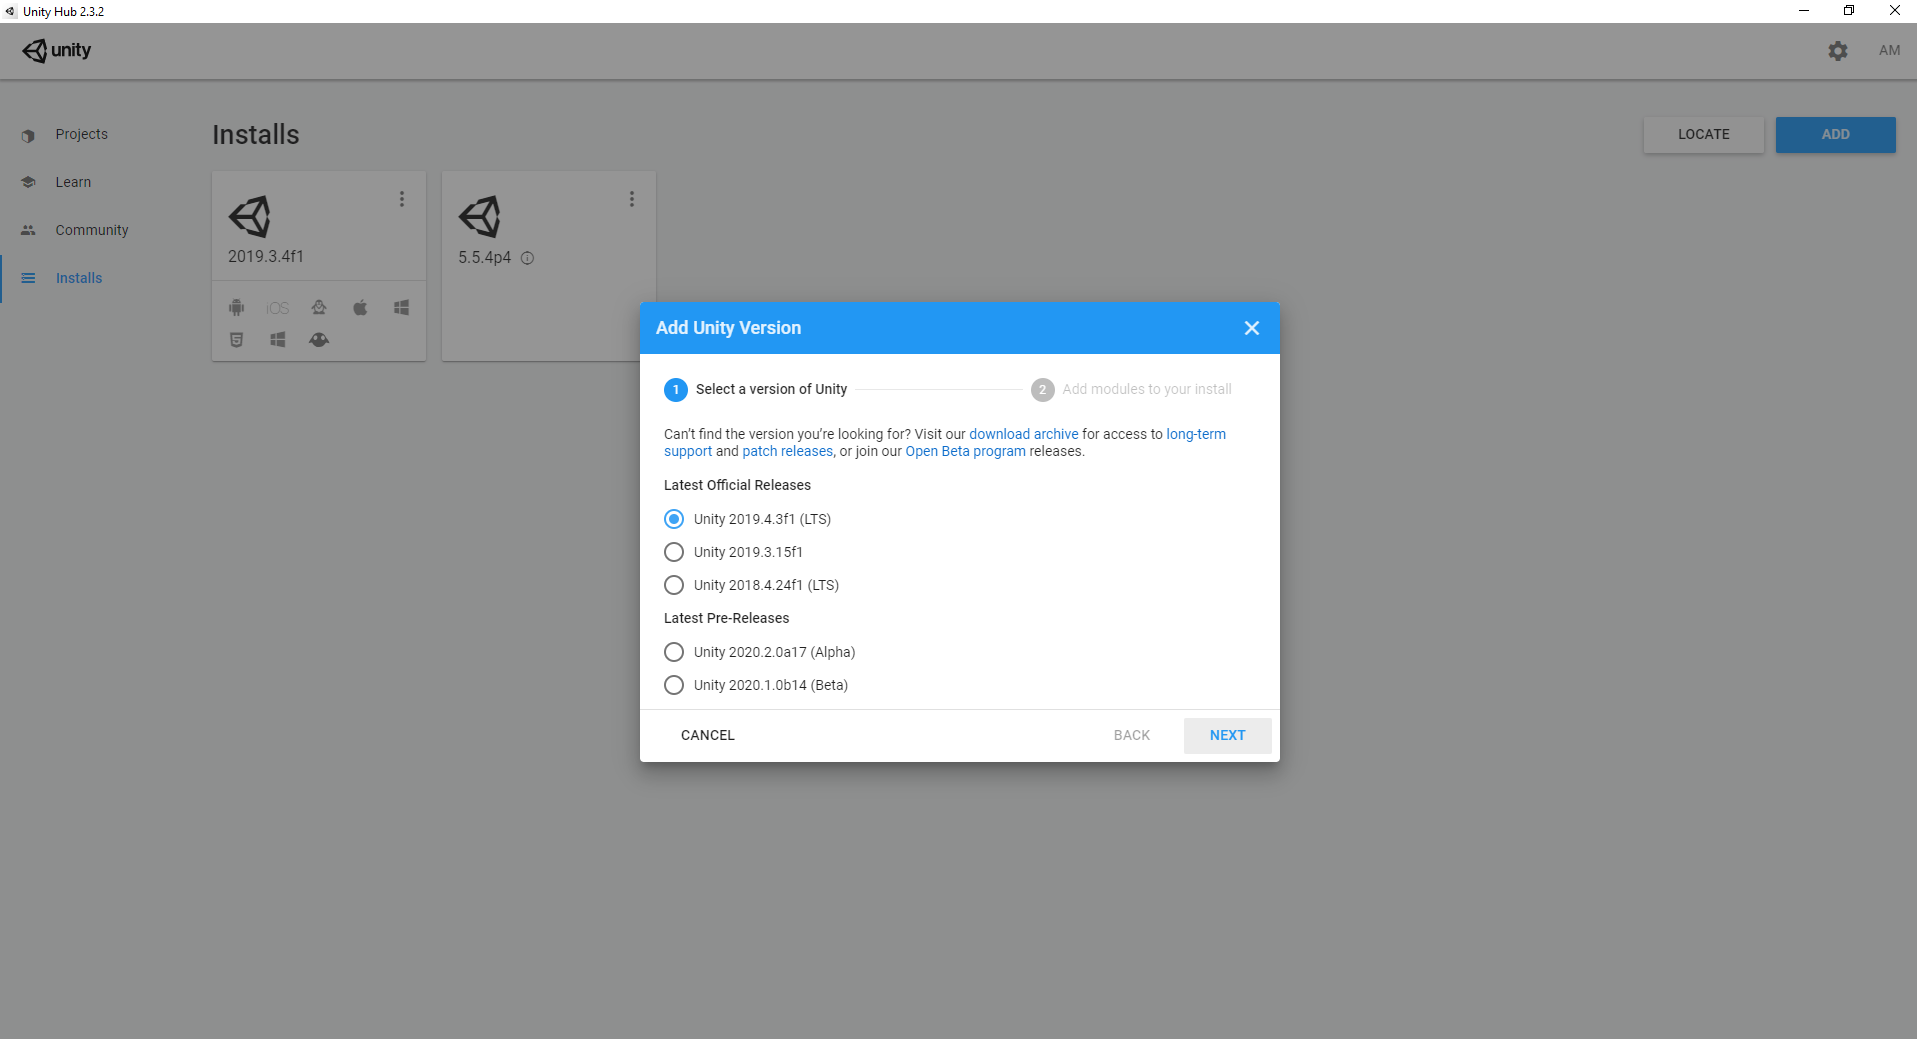 Unity Hub 2.3.2
unity
AM
Projects
Learn
Community
Installs
Installs
LOCATE
ADD
2019.3.4f1
iOS
5.5.4p4
Add Unity Version
1 Select a version of Unity
2 Add modules to your install
Can't find the version you're looking for? Visit our download archive for access to long-term
support and patch releases, or join our Open Beta program releases.
Latest Official Releases
Unity 2019.4.3f1 (LTS)
Unity 2019.3.15f1
Unity 2018.4.24f1 (LTS)
Latest Pre-Releases
Unity 2020.2.0a17 (Alpha)
Unity 2020.1.0b14 (Beta)
CANCEL
BACK
NEXT